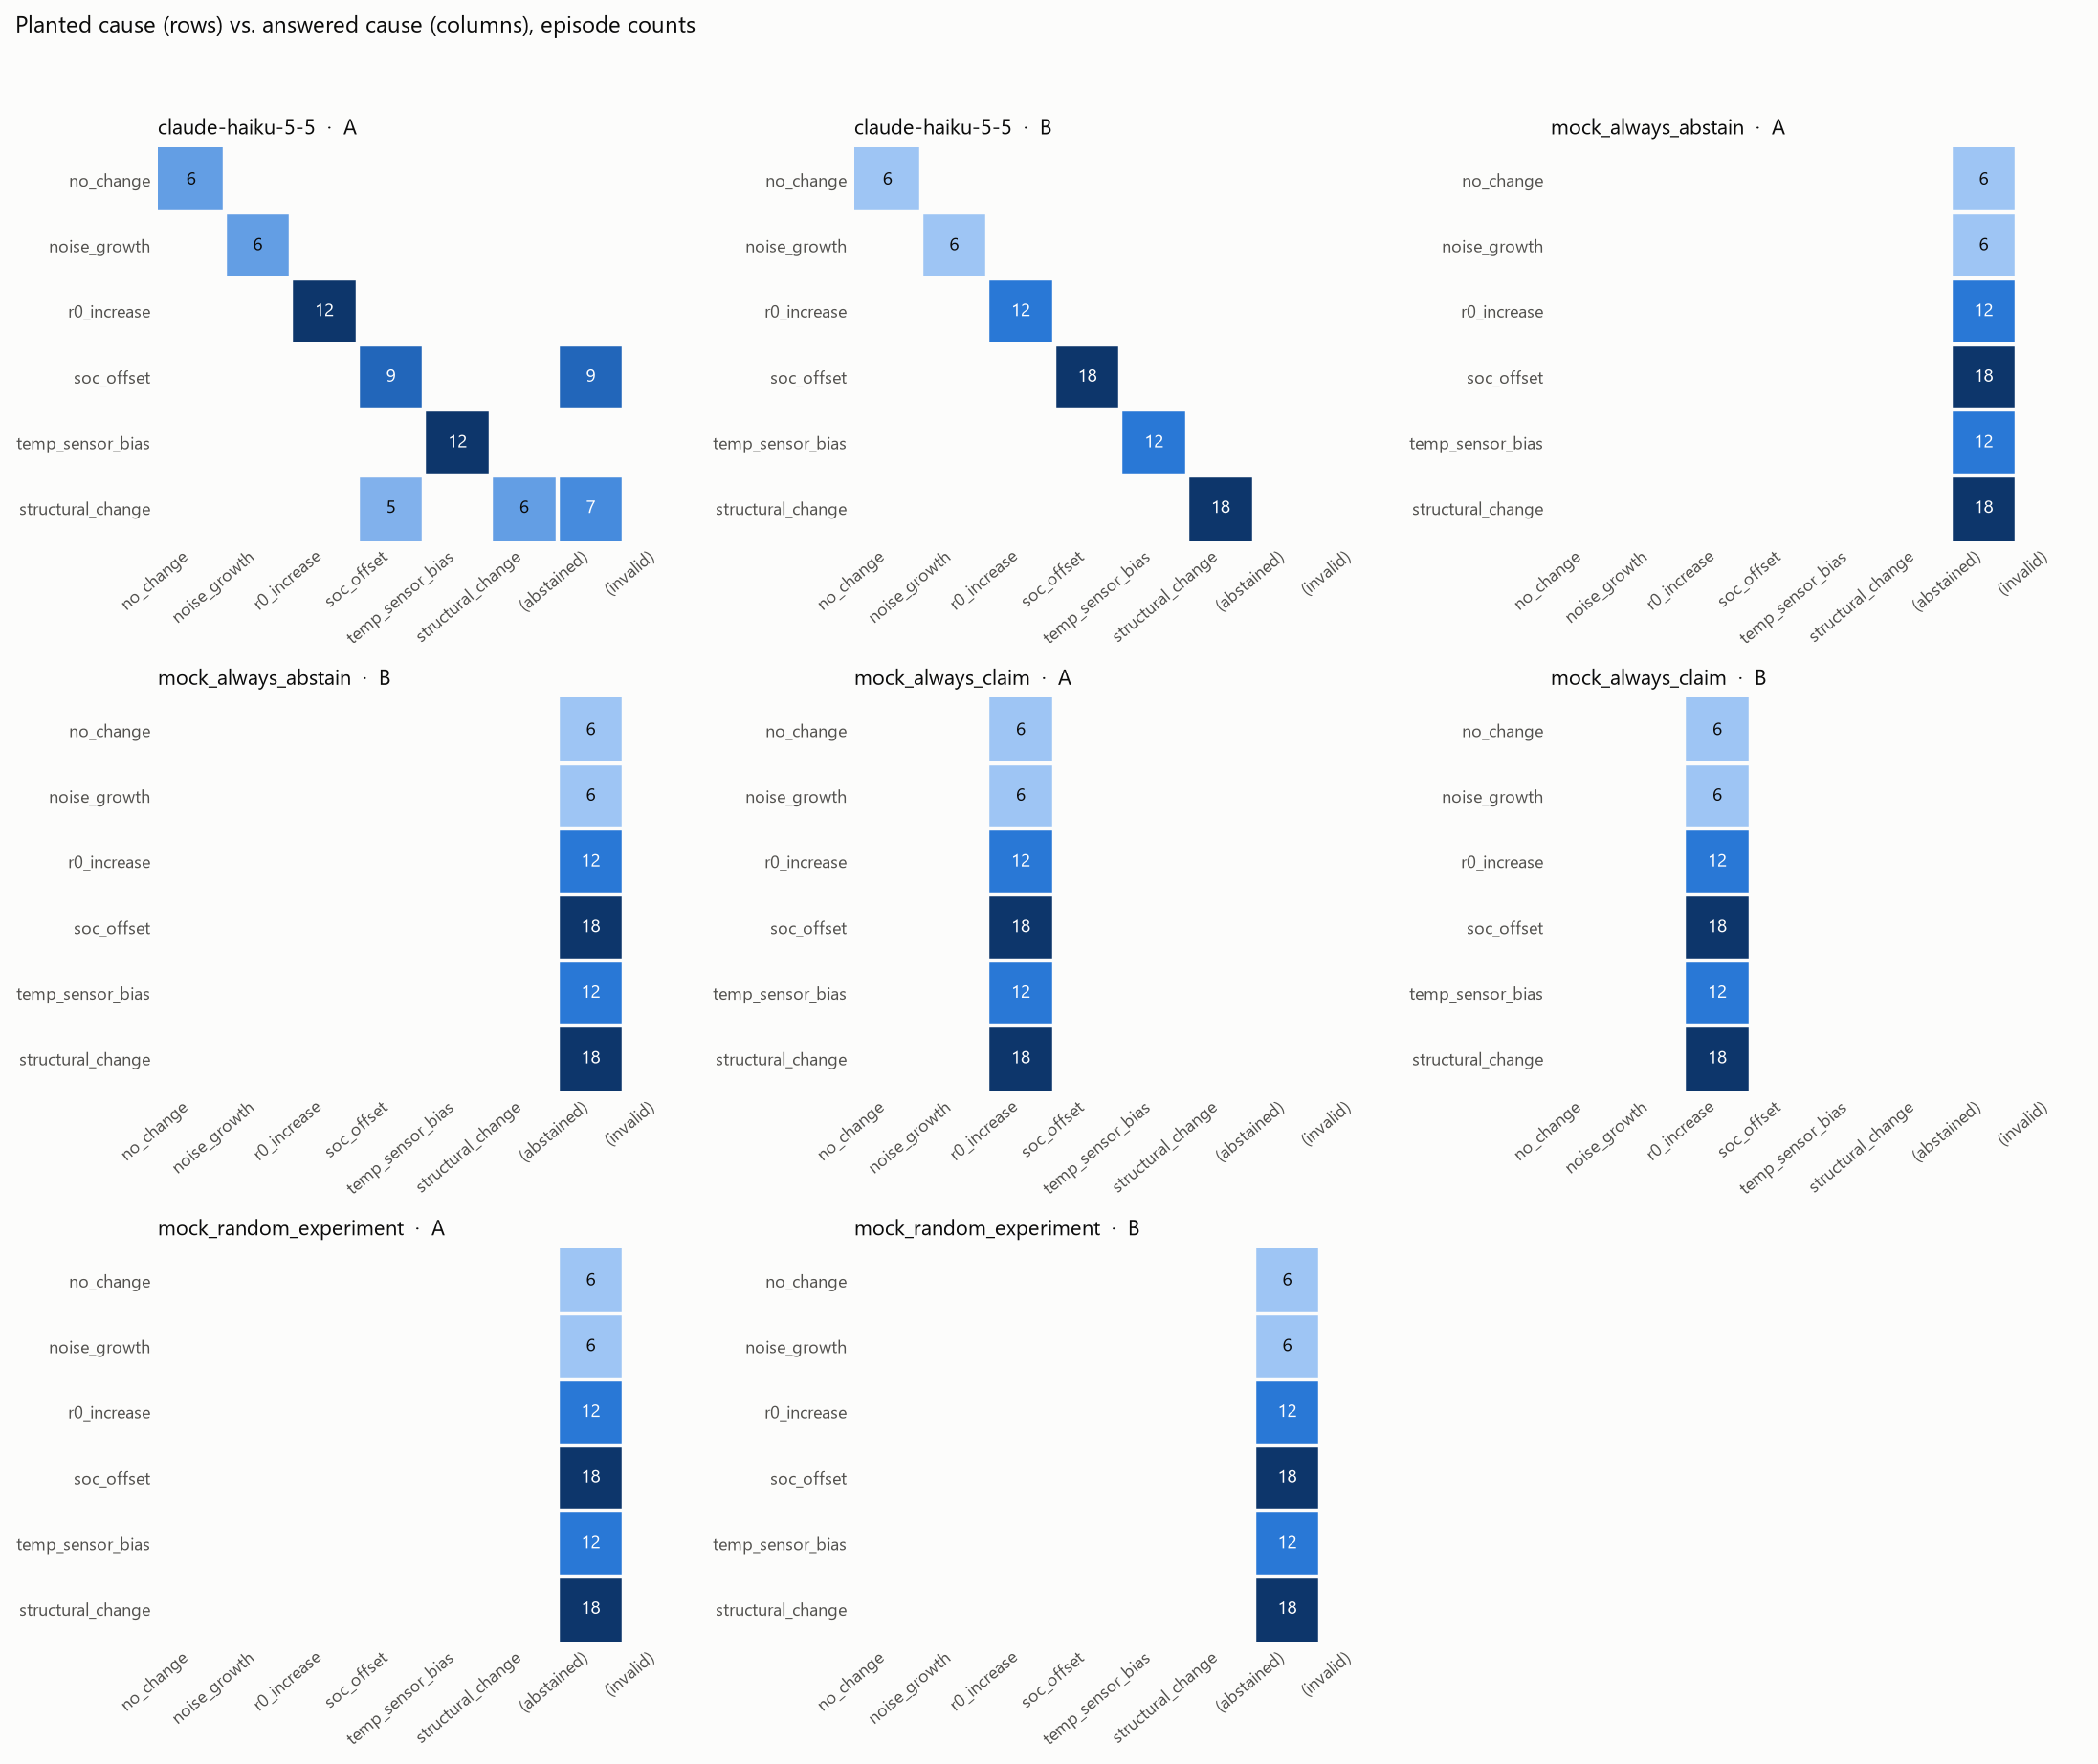 Planted cause (rows) vs. answered cause (columns), episode counts
claude-haiku-5-5 · A
no_change 6
noise_growth 6
r0_increase 12
soc_offset 9 9
temp_sensor_bias 12
structural_change 5 6 7
no_change noise_growth r0_increase soc_offset temp_sensor_bias structural_change (abstained) (invalid)
claude-haiku-5-5 · B
no_change 6
noise_growth 6
r0_increase 12
soc_offset 18
temp_sensor_bias 12
structural_change 18
no_change noise_growth r0_increase soc_offset temp_sensor_bias structural_change (abstained) (invalid)
mock_always_abstain · A
no_change 6
noise_growth 6
r0_increase 12
soc_offset 18
temp_sensor_bias 12
structural_change 18
no_change noise_growth r0_increase soc_offset temp_sensor_bias structural_change (abstained) (invalid)
mock_always_abstain · B
no_change 6
noise_growth 6
r0_increase 12
soc_offset 18
temp_sensor_bias 12
structural_change 18
no_change noise_growth r0_increase soc_offset temp_sensor_bias structural_change (abstained) (invalid)
mock_always_claim · A
no_change 6
noise_growth 6
r0_increase 12
soc_offset 18
temp_sensor_bias 12
structural_change 18
no_change noise_growth r0_increase soc_offset temp_sensor_bias structural_change (abstained) (invalid)
mock_always_claim · B
no_change 6
noise_growth 6
r0_increase 12
soc_offset 18
temp_sensor_bias 12
structural_change 18
no_change noise_growth r0_increase soc_offset temp_sensor_bias structural_change (abstained) (invalid)
mock_random_experiment · A
no_change 6
noise_growth 6
r0_increase 12
soc_offset 18
temp_sensor_bias 12
structural_change 18
no_change noise_growth r0_increase soc_offset temp_sensor_bias structural_change (abstained) (invalid)
mock_random_experiment · B
no_change 6
noise_growth 6
r0_increase 12
soc_offset 18
temp_sensor_bias 12
structural_change 18
no_change noise_growth r0_increase soc_offset temp_sensor_bias structural_change (abstained) (invalid)